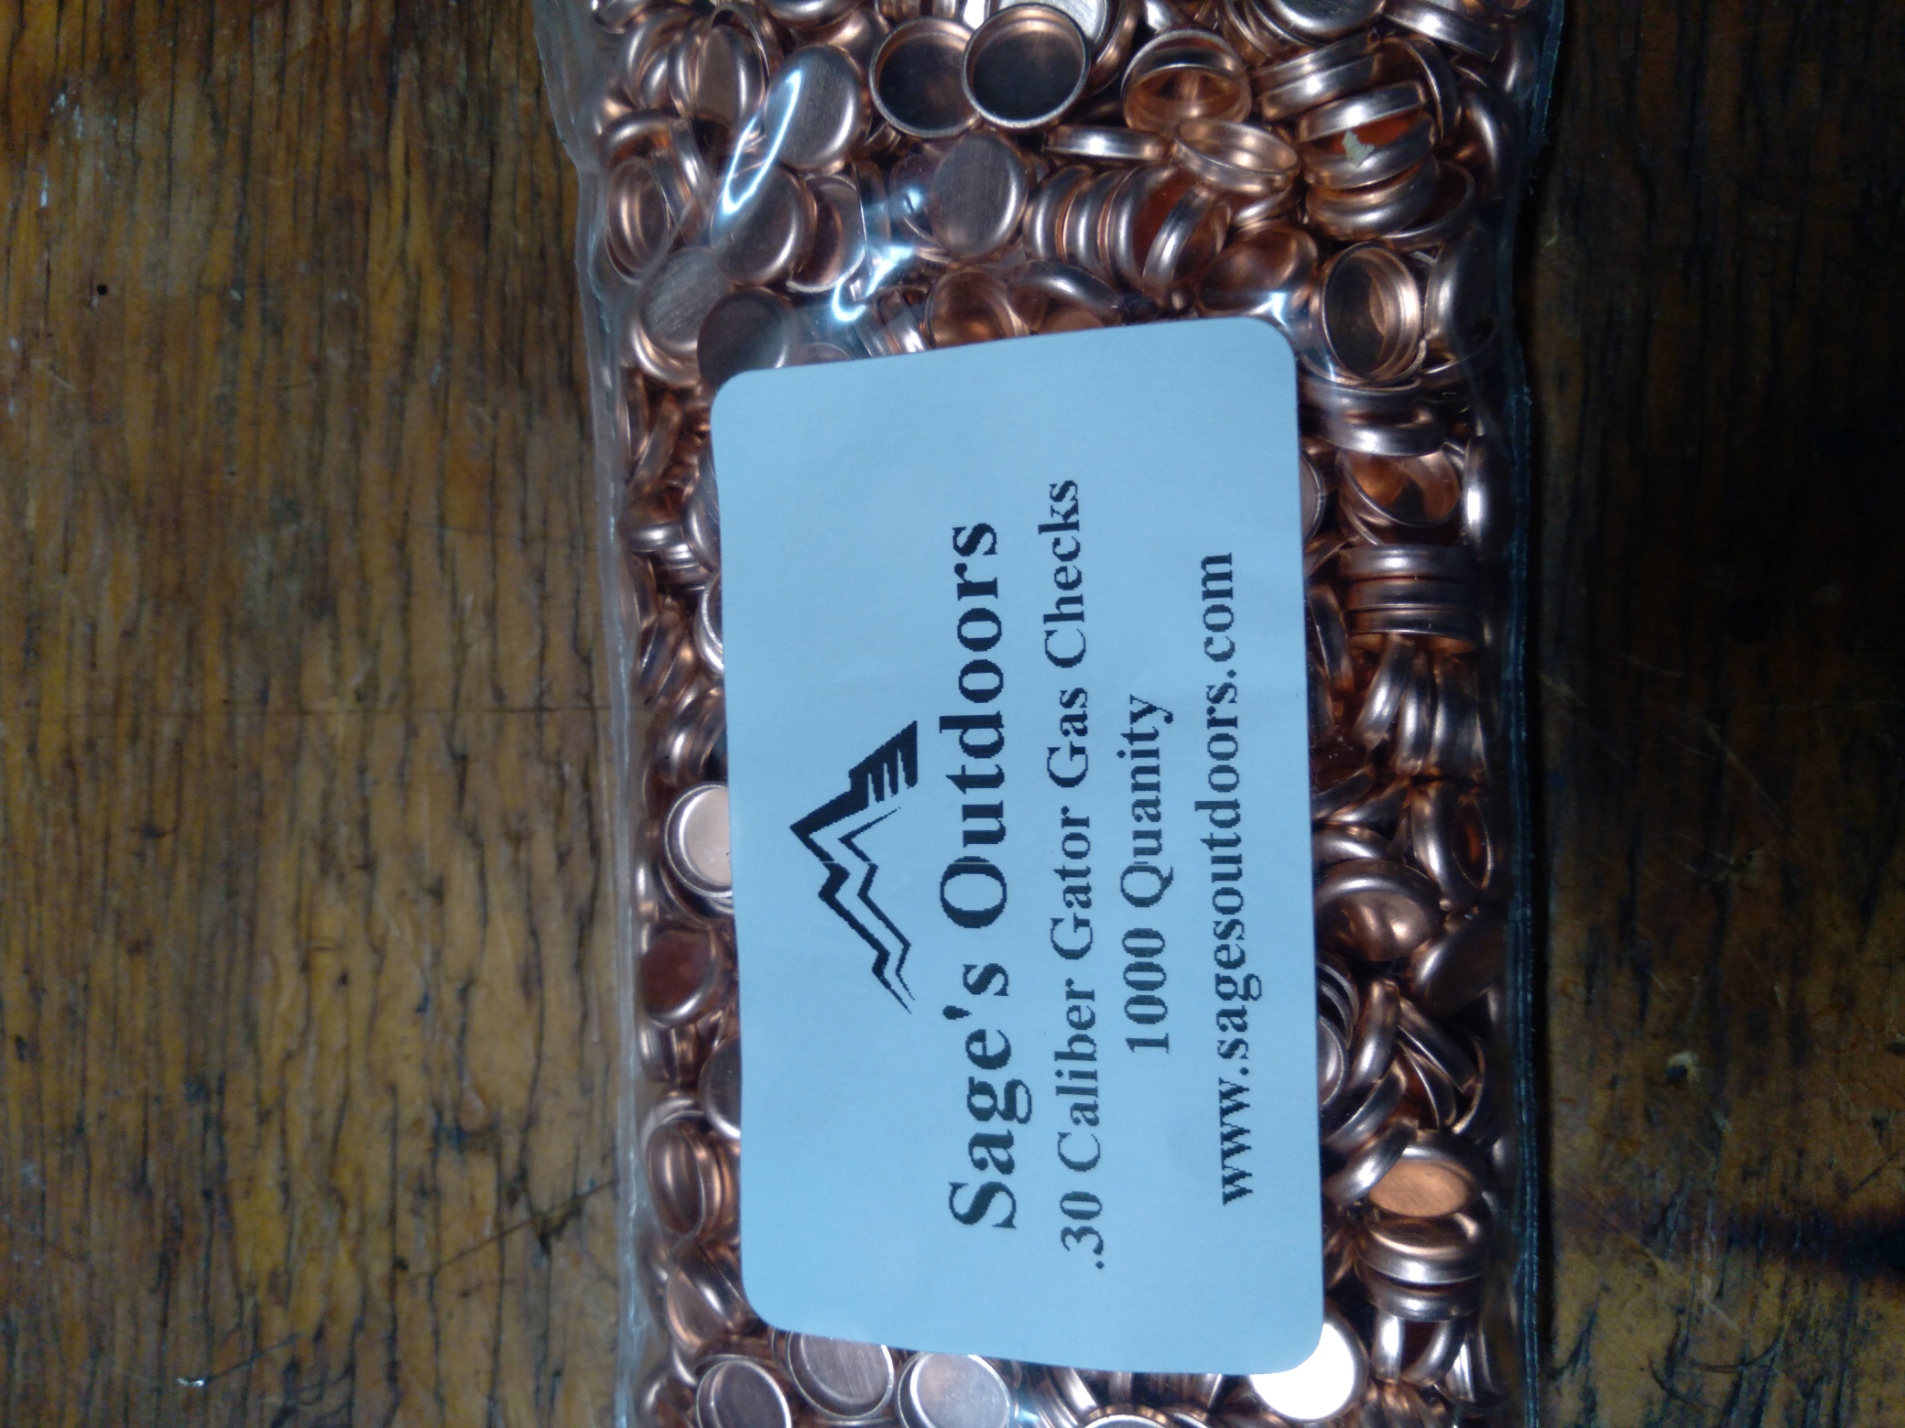 Sage's Outdoors
.30 Caliber Gator Gas Checks
1000 Quanity
www.sagesoutdoors.com